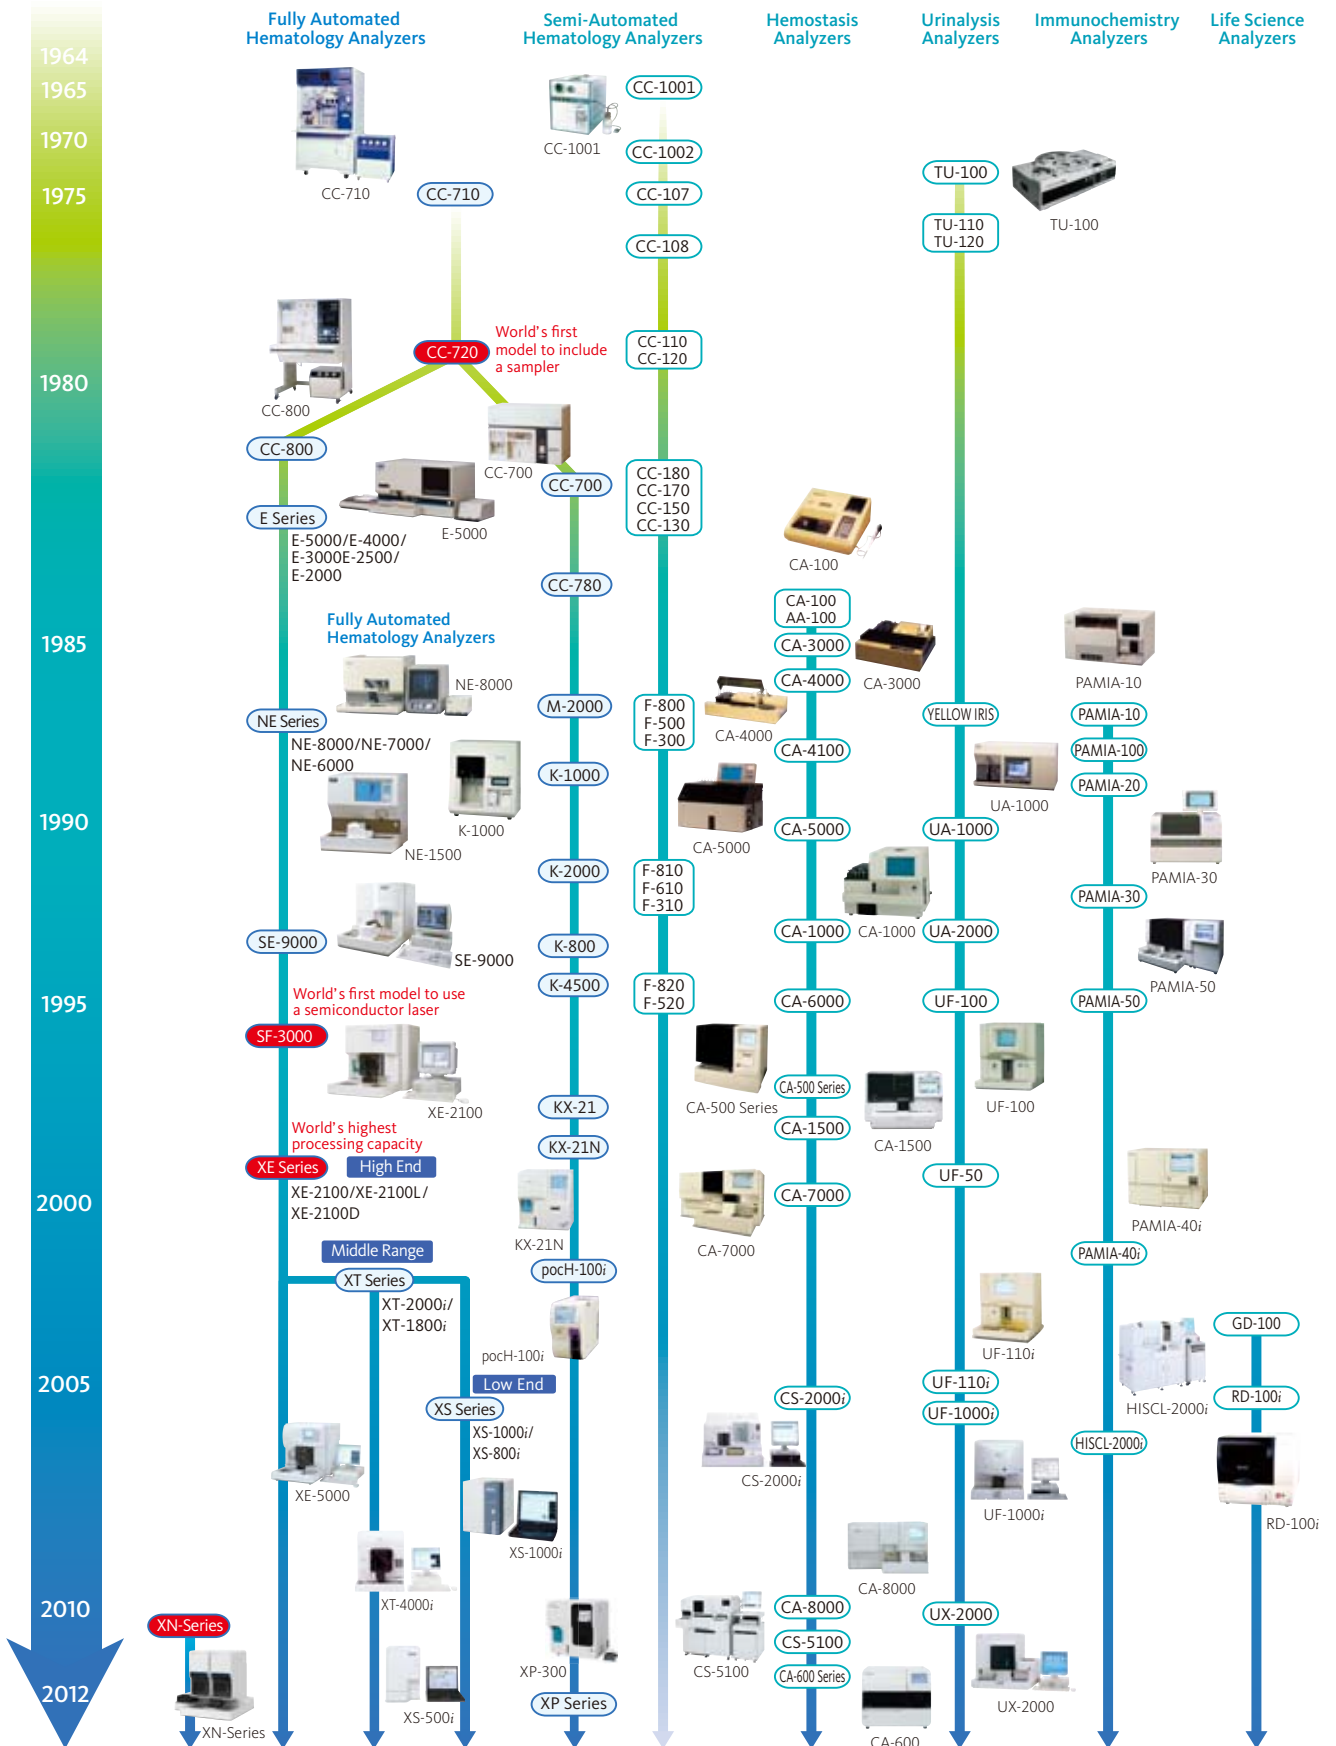 Fully Automated
Hematology Analyzers
Semi-Automated
Hematology Analyzers
Hemostasis
Analyzers
Urinalysis
Analyzers
Immunochemistry
Analyzers
Life Science
Analyzers
1964
1965
1970
1975
1980
1985
1990
1995
2000
2005
2010
2012
CC-710
CC-710
CC-720
World's first
model to include
a sampler
CC-800
CC-800
CC-700
CC-700
E Series
E-5000
E-5000/E-4000/
E-3000E-2500/
E-2000
CC-780
Fully Automated
Hematology Analyzers
NE-8000
NE Series
NE-8000/NE-7000/
NE-6000
M-2000
K-1000
K-1000
NE-1500
K-2000
SE-9000
SE-9000
K-800
K-4500
World's first model to use
a semiconductor laser
SF-3000
XE-2100
KX-21
World's highest
processing capacity
XE Series
High End
XE-2100/XE-2100L/
XE-2100D
KX-21N
KX-21N
Middle Range
XT Series
XT-2000i/
XT-1800i
pocH-100i
pocH-100i
Low End
XS Series
XS-1000i/
XS-800i
XE-5000
XS-1000i
XT-4000i
XN-Series
XN-Series
XS-500i
XP-300
XP Series
CC-1001
CC-1001
CC-1002
CC-107
CC-108
CC-110
CC-120
CC-180
CC-170
CC-150
CC-130
F-800
F-500
F-300
F-810
F-610
F-310
F-820
F-520
CA-100
CA-100
AA-100
CA-3000
CA-3000
CA-4000
CA-4000
CA-4100
CA-5000
CA-5000
CA-1000
CA-1000
CA-6000
CA-500 Series
CA-500 Series
CA-1500
CA-1500
CA-7000
CA-7000
CS-2000i
CS-2000i
CA-8000
CA-8000
CS-5100
CS-5100
CA-600 Series
CA-600
TU-100
TU-100
TU-110
TU-120
YELLOW IRIS
UA-1000
UA-1000
UA-2000
UF-100
UF-100
UF-50
UF-110i
UF-110i
UF-1000i
UF-1000i
UX-2000
UX-2000
PAMIA-10
PAMIA-10
PAMIA-100
PAMIA-20
PAMIA-30
PAMIA-30
PAMIA-50
PAMIA-50
PAMIA-40i
PAMIA-40i
HISCL-2000i
HISCL-2000i
GD-100
RD-100i
RD-100i